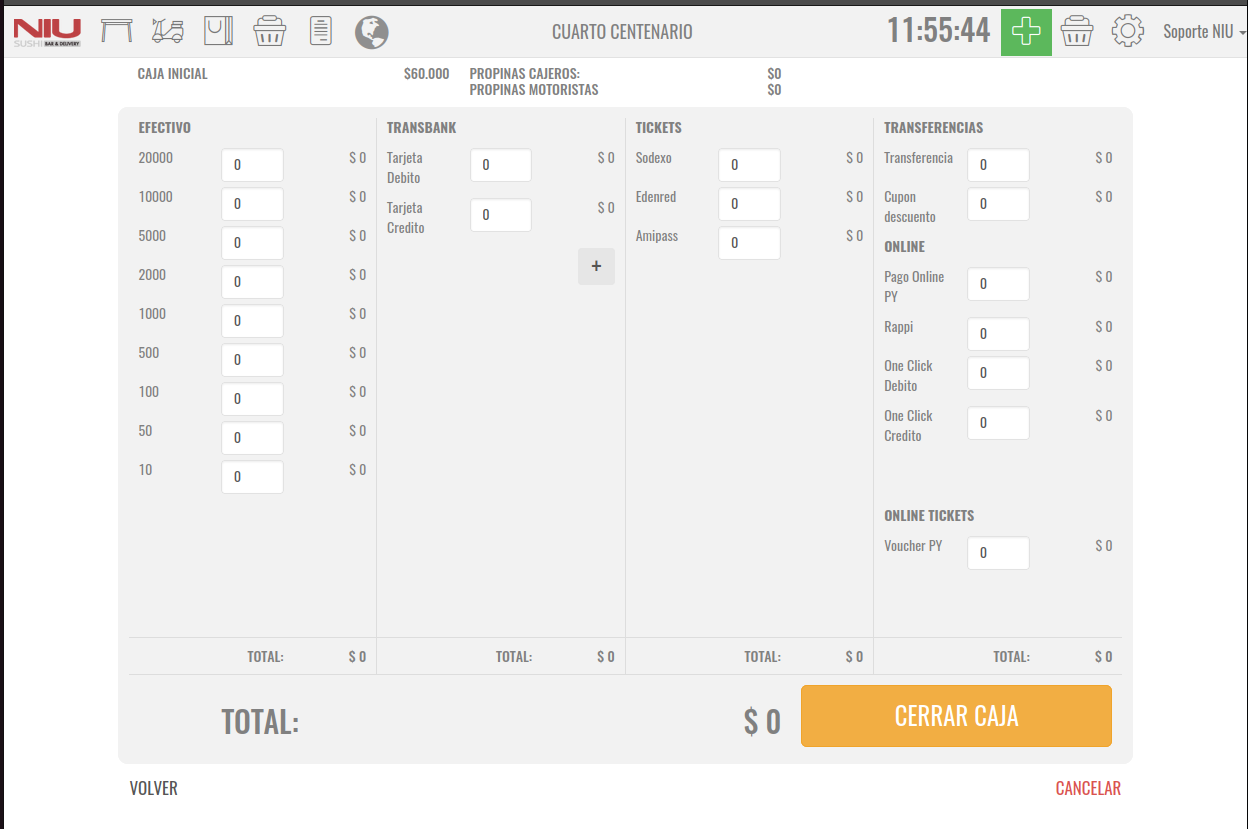 NIU
SUSHI BAR & DELIVERY
CUARTO CENTENARIO
11:55:44
Soporte NIU
CAJA INICIAL $60.000 PROPINAS CAJEROS: $0
PROPINAS MOTORISTAS $0
EFECTIVO
20000 0 $ 0
10000 0 $ 0
5000 0 $ 0
2000 0 $ 0
1000 0 $ 0
500 0 $ 0
100 0 $ 0
50 0 $ 0
10 0 $ 0
TOTAL: $ 0
TRANSBANK
Tarjeta
Debito 0 $ 0
Tarjeta
Credito 0 $ 0
+
TOTAL: $ 0
TICKETS
Sodexo 0 $ 0
Edenred 0 $ 0
Amipass 0 $ 0
TOTAL: $ 0
TRANSFERENCIAS
Transferencia 0 $ 0
Cupon
descuento 0 $ 0
ONLINE
Pago Online
PY 0 $ 0
Rappi 0 $ 0
One Click
Debito 0 $ 0
One Click
Credito 0 $ 0
ONLINE TICKETS
Voucher PY 0 $ 0
TOTAL: $ 0
TOTAL: $ 0
CERRAR CAJA
VOLVER
CANCELAR